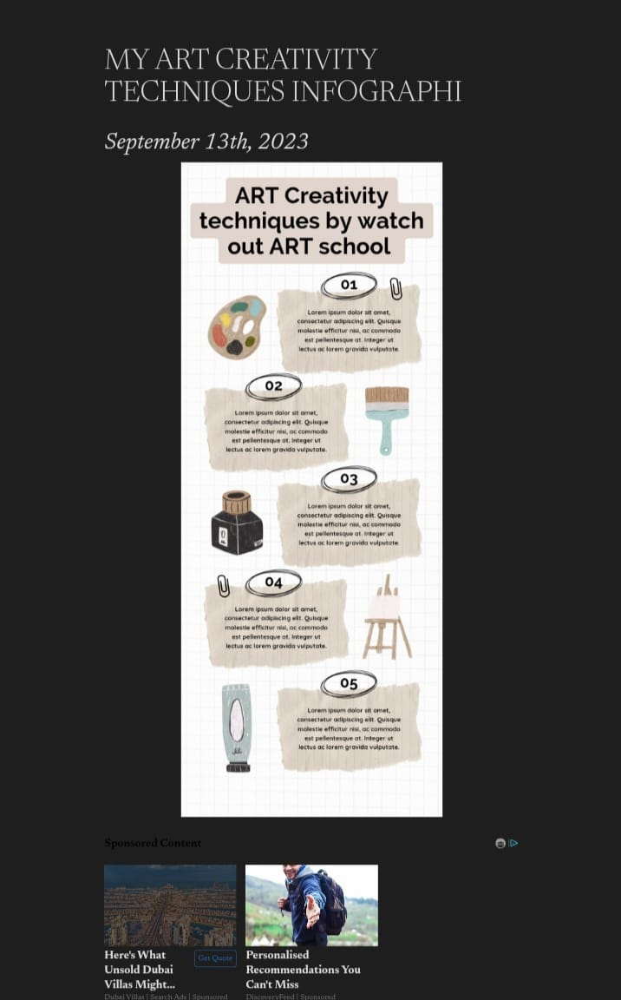 MY ART CREATIVITY
TECHNIQUES INFOGRAPHI
September 13th, 2023
ART Creativity
techniques by watch
out ART school
01
Lorem ipsum dolor sit amet,
consectetur adipiscing elit. Quisque
molestie efficitur nisi, ac commodo
est pellentesque at. Integer ut
lectus ac lorem gravida vulputate.
02
Lorem ipsum dolor sit amet,
consectetur adipiscing elit. Quisque
molestie efficitur nisi, ac commodo
est pellentesque at. Integer ut
lectus ac lorem gravida vulputate.
03
Lorem ipsum dolor sit amet,
consectetur adipiscing elit. Quisque
molestie efficitur nisi, ac commodo
est pellentesque at. Integer ut
lectus ac lorem gravida vulputate.
04
Lorem ipsum dolor sit amet,
consectetur adipiscing elit. Quisque
molestie efficitur nisi, ac commodo
est pellentesque at. Integer ut
lectus ac lorem gravida vulputate.
05
Lorem ipsum dolor sit amet,
consectetur adipiscing elit. Quisque
molestie efficitur nisi, ac commodo
est pellentesque at. Integer ut
lectus ac lorem gravida vulputate.
Sponsored Content
Here's What
Unsold Dubai
Villas Might...
Get Quote
Dubai Villas | Search Ads | Sponsored
Personalised
Recommendations You
Can't Miss
DiscoveryFeed | Sponsored